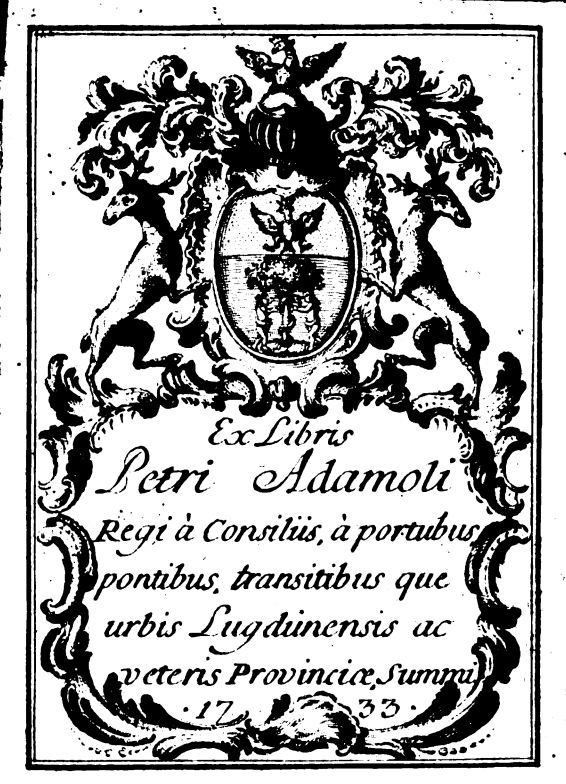 Ex Libris
Petri Adamoli
Regi à Consiliis, à portubus
pontibus, transitibus que
urbis Lugdunensis ac
veteris Provinciæ, Summi
· 17 33 ·